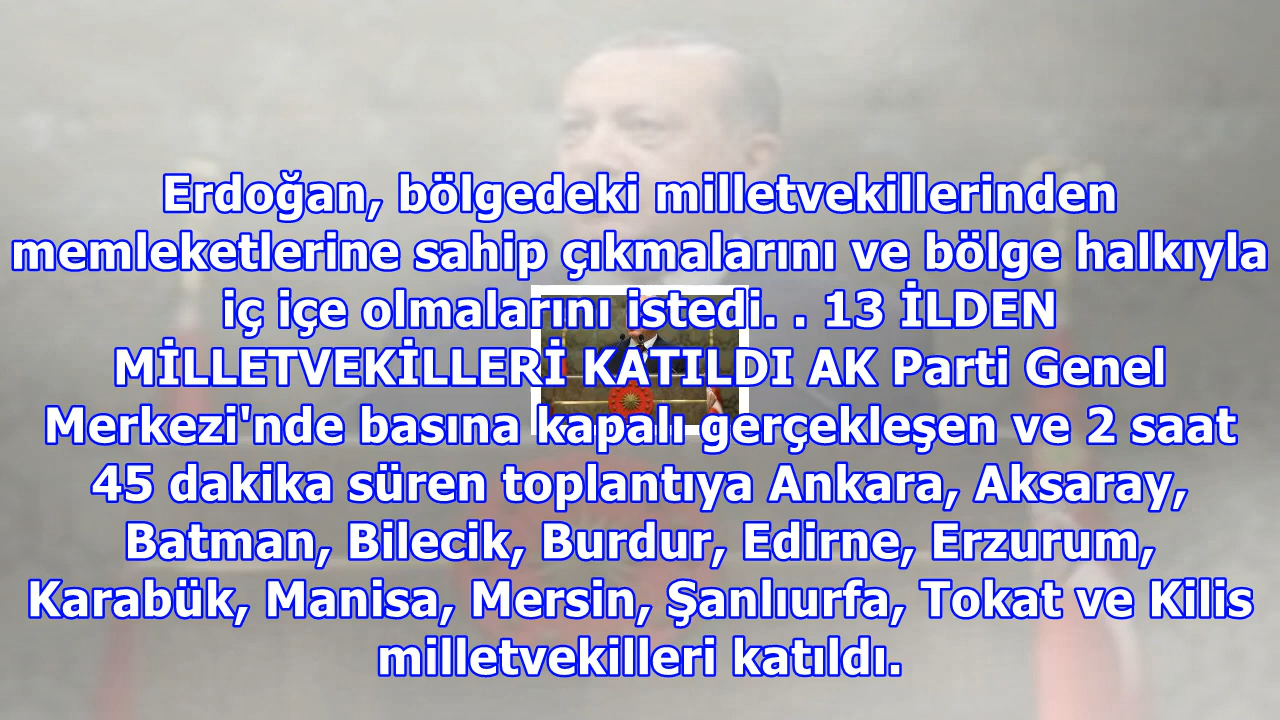 Erdoğan, bölgedeki milletvekillerinden
memleketlerine sahip çıkmalarını ve bölge halkıyla
iç içe olmalarını istedi. . 13 İLDEN
MİLLETVEKİLLERİ KATILDI AK Parti Genel
Merkezi'nde basına kapalı gerçekleşen ve 2 saat
45 dakika süren toplantıya Ankara, Aksaray,
Batman, Bilecik, Burdur, Edirne, Erzurum,
Karabük, Manisa, Mersin, Şanlıurfa, Tokat ve Kilis
milletvekilleri katıldı.